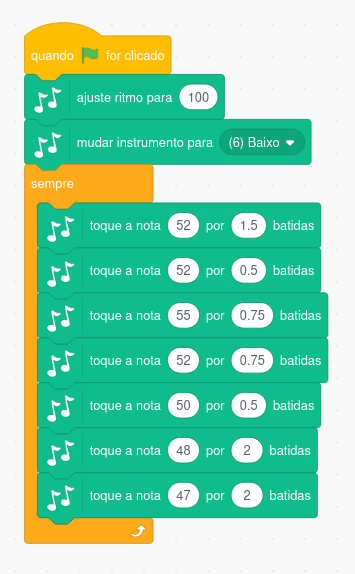 quando for clicado
ajuste ritmo para 100
mudar instrumento para (6) Baixo
sempre
toque a nota 52 por 1.5 batidas
toque a nota 52 por 0.5 batidas
toque a nota 55 por 0.75 batidas
toque a nota 52 por 0.75 batidas
toque a nota 50 por 0.5 batidas
toque a nota 48 por 2 batidas
toque a nota 47 por 2 batidas